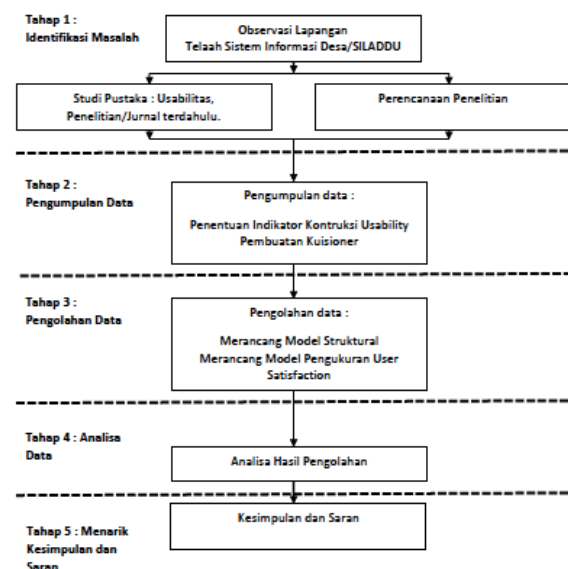 Tahap 1 :
Identifikasi Masalah
Observasi Lapangan
Telaah Sistem Informasi Desa/SILADDU
Studi Pustaka : Usabilitas,
Penelitian/Jurnal terdahulu.
Perencanaan Penelitian
Tahap 2 :
Pengumpulan Data
Pengumpulan data :
Penentuan Indikator Kontruksi Usability
Pembuatan Kuisioner
Tahap 3 :
Pengolahan Data
Pengolahan data :
Merancang Model Struktural
Merancang Model Pengukuran User
Satisfaction
Tahap 4 : Analisa
Data
Analisa Hasil Pengolahan
Tahap 5 : Menarik
Kesimpulan dan
Saran
Kesimpulan dan Saran